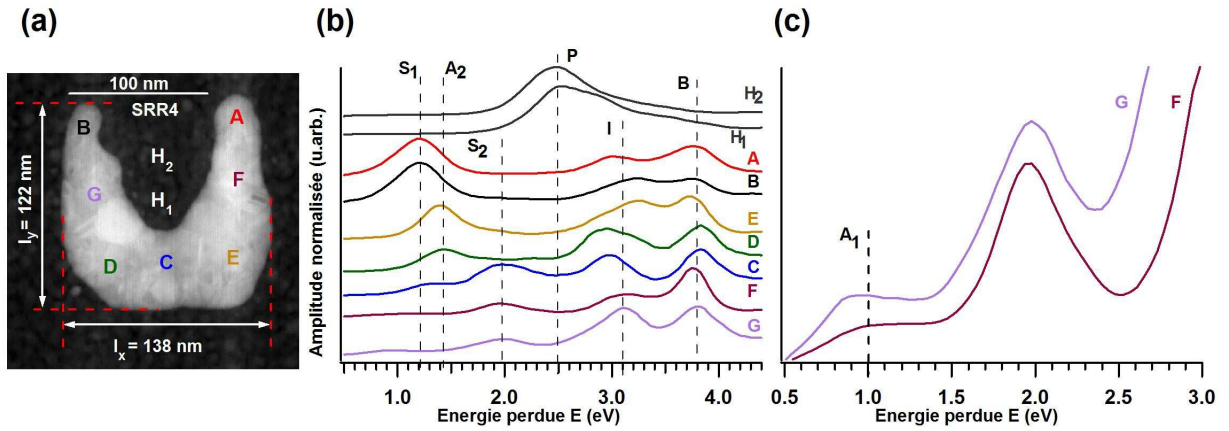 (a)
100 nm
SRR4
A
B
H2
F
G
H1
D
C
E
ly = 122 nm
lx = 138 nm
(b)
P
S1
A2
B
H2
I
H1
S2
A
B
E
D
C
F
G
Amplitude normalisée (u.arb.)
1.0 2.0 3.0 4.0
Energie perdue E (eV)
(c)
G
F
A1
0.5 1.0 1.5 2.0 2.5 3.0
Energie perdue E (eV)